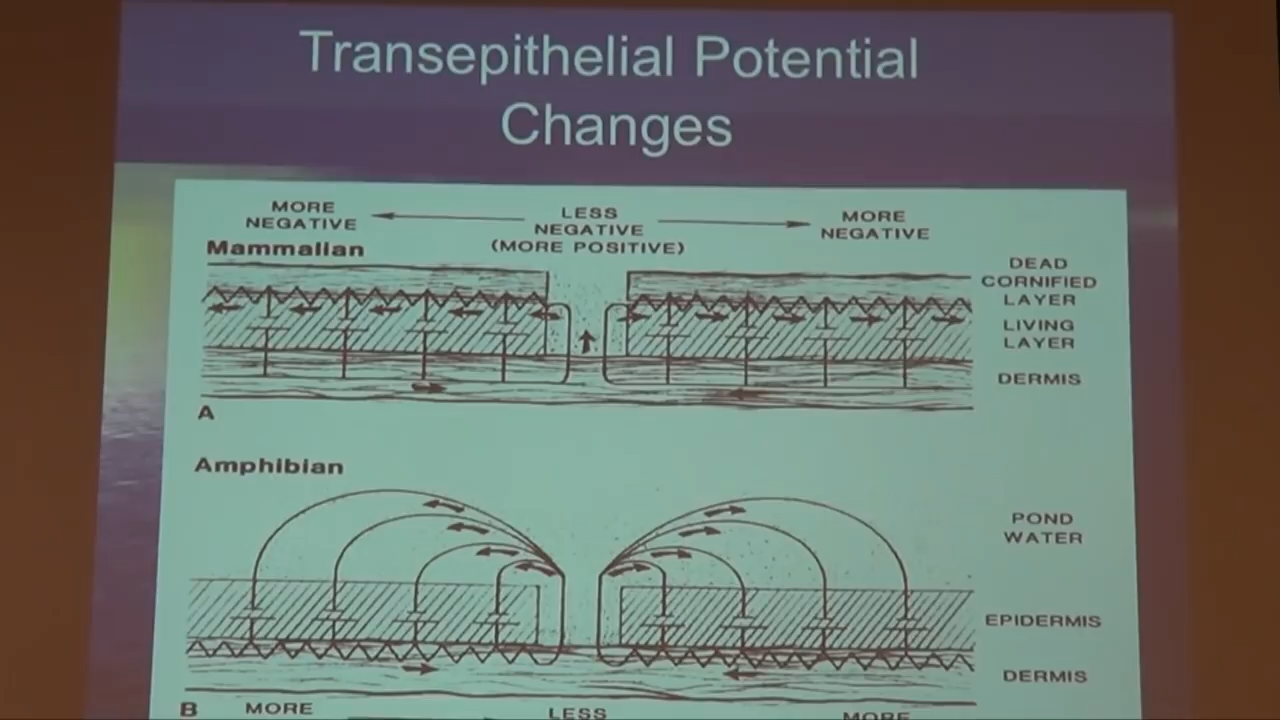 Transepithelial Potential
Changes
MORE
NEGATIVE
LESS
NEGATIVE
(MORE POSITIVE)
MORE
NEGATIVE
Mammalian
DEAD
CORNIFIED
LAYER
LIVING
LAYER
DERMIS
A
Amphibian
POND
WATER
EPIDERMIS
DERMIS
B
MORE
LESS
MORE